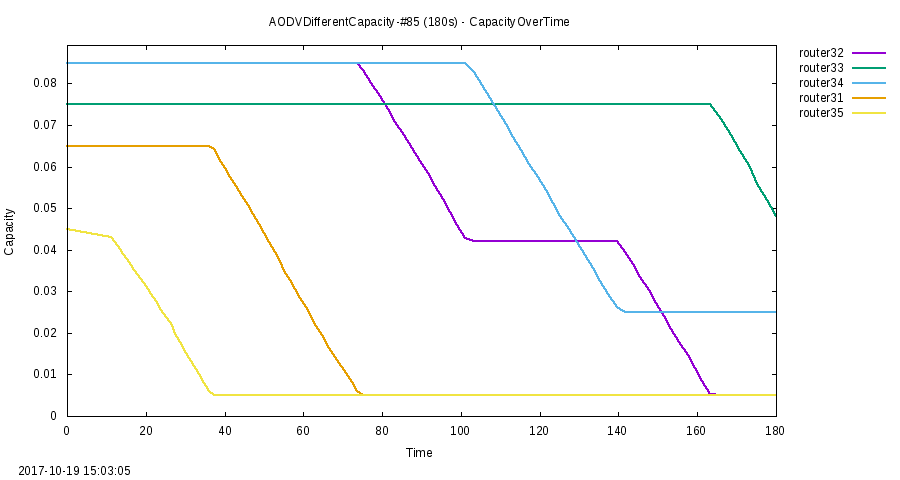 AODVDifferentCapacity-#85 (180s) - CapacityOverTime
router32
router33
router34
router31
router35
0.08
0.07
0.06
0.05
0.04
0.03
0.02
0.01
0
Capacity
0 20 40 60 80 100 120 140 160 180
Time
2017-10-19 15:03:05